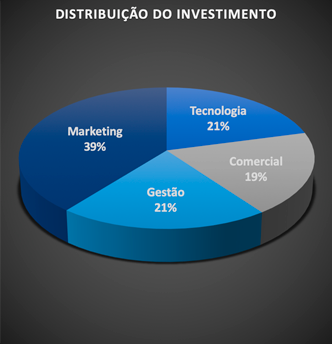 DISTRIBUIÇÃO DO INVESTIMENTO
Tecnologia
21%
Marketing
39%
Comercial
19%
Gestão
21%